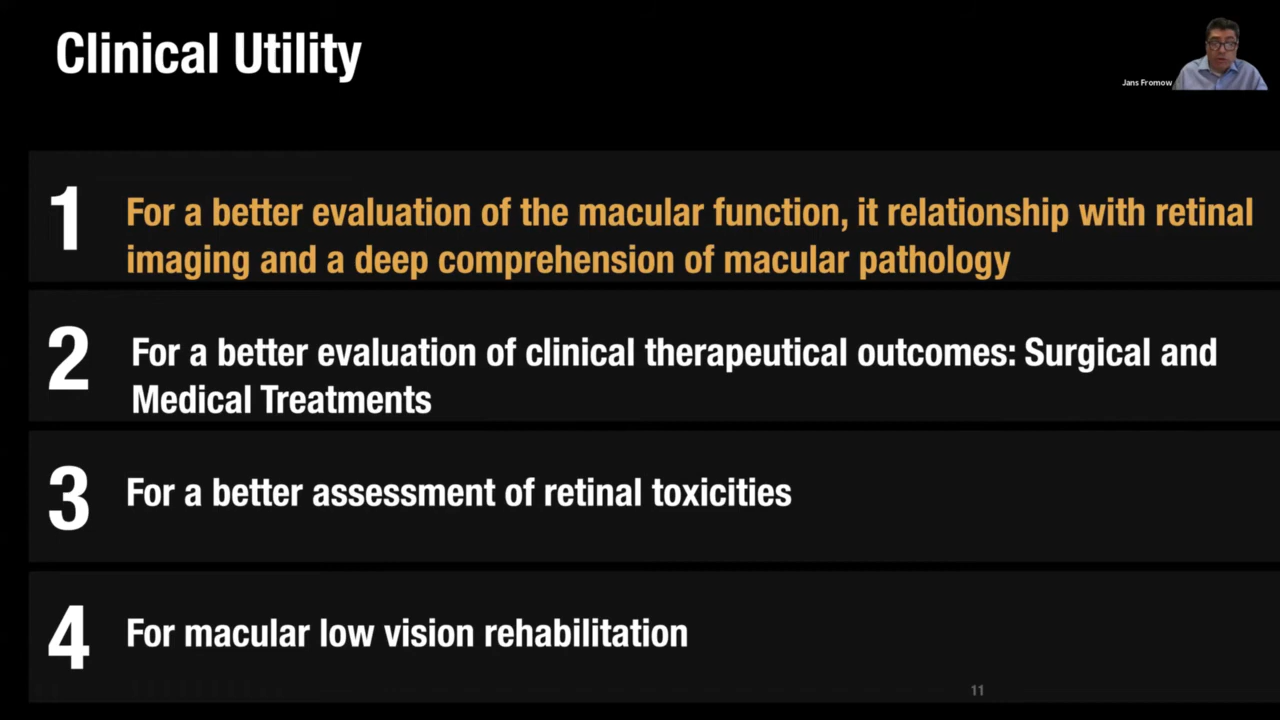 Clinical Utility
Jans Fromow
1
For a better evaluation of the macular function, it relationship with retinal
imaging and a deep comprehension of macular pathology
2
For a better evaluation of clinical therapeutical outcomes: Surgical and
Medical Treatments
3
For a better assessment of retinal toxicities
4
For macular low vision rehabilitation
11